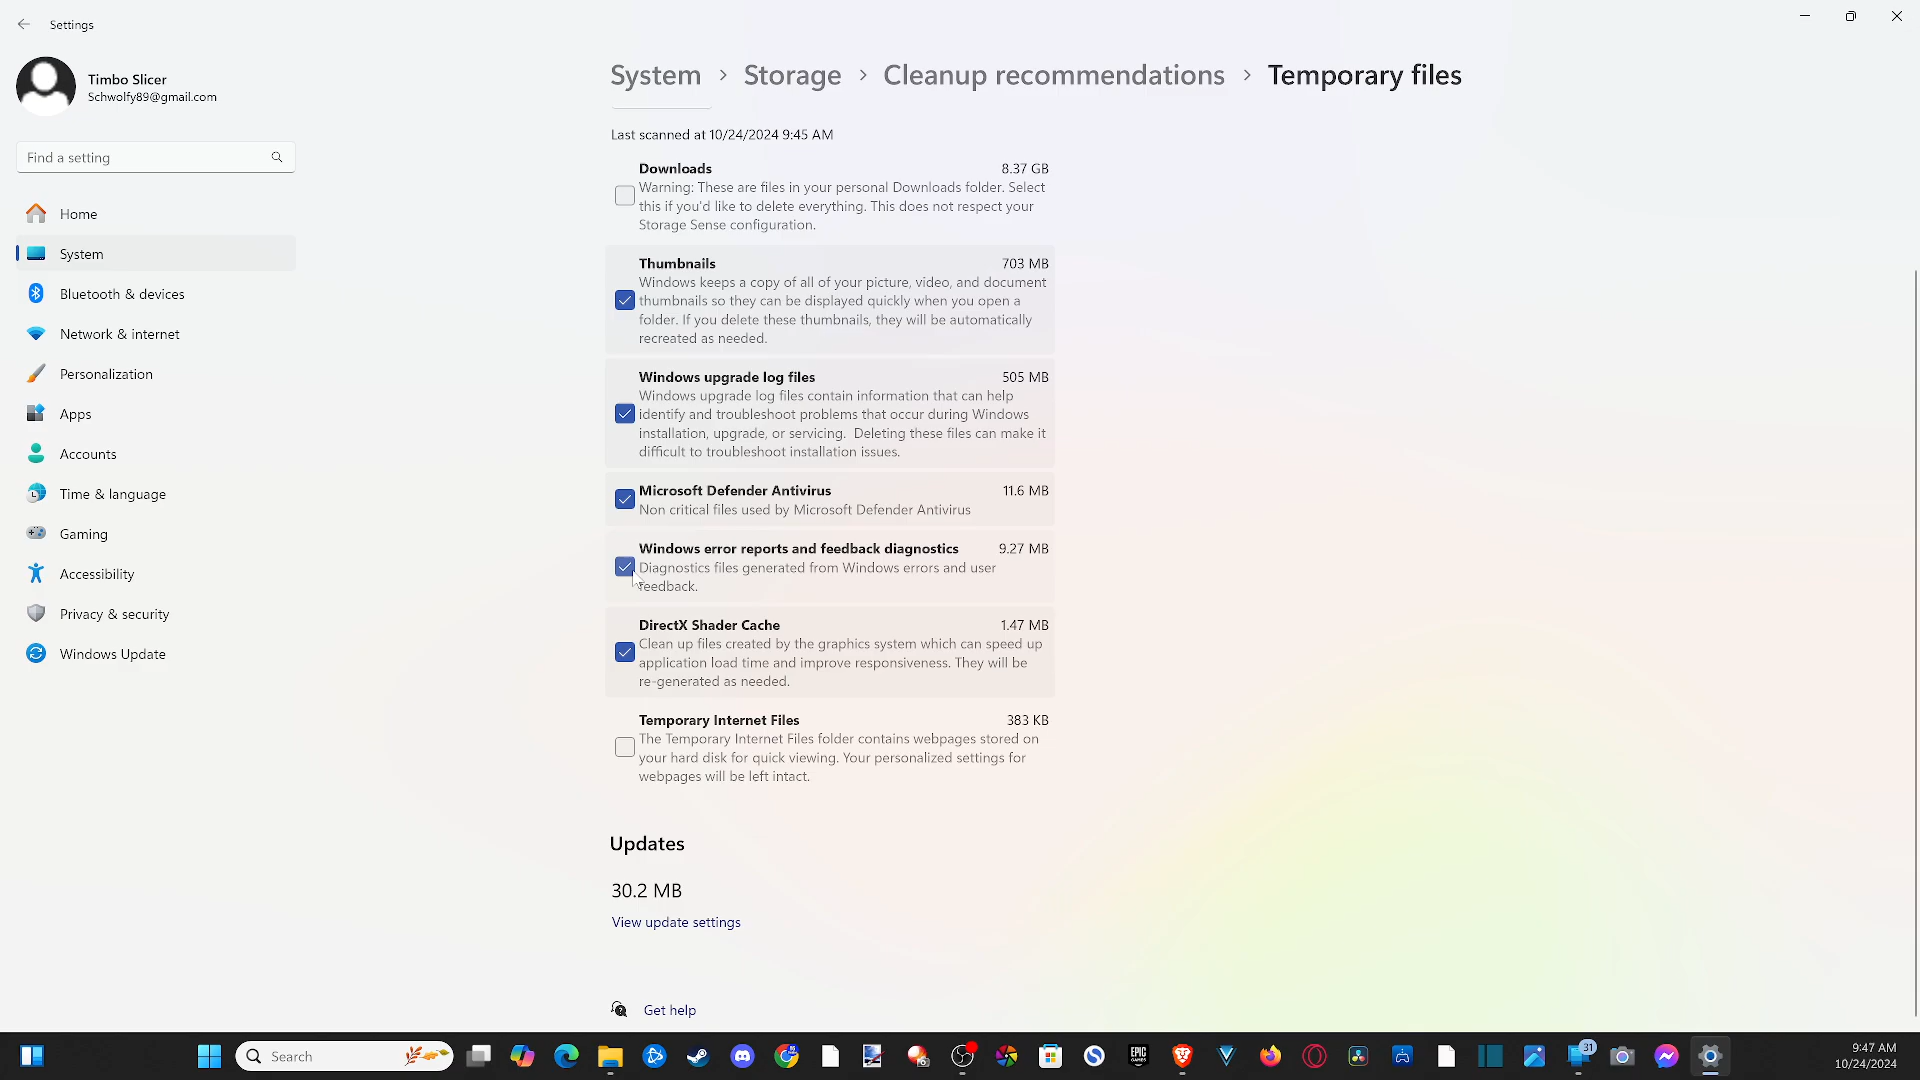 Settings
Timbo Slicer
Schwolfy89@gmail.com
Find a setting
Home
System
Bluetooth & devices
Network & internet
Personalization
Apps
Accounts
Time & language
Gaming
Accessibility
Privacy & security
Windows Update
System > Storage > Cleanup recommendations > Temporary files
Last scanned at 10/24/2024 9:45 AM
Downloads 8.37 GB
Warning: These are files in your personal Downloads folder. Select
this if you'd like to delete everything. This does not respect your
Storage Sense configuration.
Thumbnails 703 MB
Windows keeps a copy of all of your picture, video, and document
thumbnails so they can be displayed quickly when you open a
folder. If you delete these thumbnails, they will be automatically
recreated as needed.
Windows upgrade log files 505 MB
Windows upgrade log files contain information that can help
identify and troubleshoot problems that occur during Windows
installation, upgrade, or servicing. Deleting these files can make it
difficult to troubleshoot installation issues.
Microsoft Defender Antivirus 11.6 MB
Non critical files used by Microsoft Defender Antivirus
Windows error reports and feedback diagnostics 9.27 MB
Diagnostics files generated from Windows errors and user
feedback.
DirectX Shader Cache 1.47 MB
Clean up files created by the graphics system which can speed up
application load time and improve responsiveness. They will be
re-generated as needed.
Temporary Internet Files 383 KB
The Temporary Internet Files folder contains webpages stored on
your hard disk for quick viewing. Your personalized settings for
webpages will be left intact.
Updates
30.2 MB
View update settings
Get help
Search
EPIC
GAMES
31
9:47 AM
10/24/2024